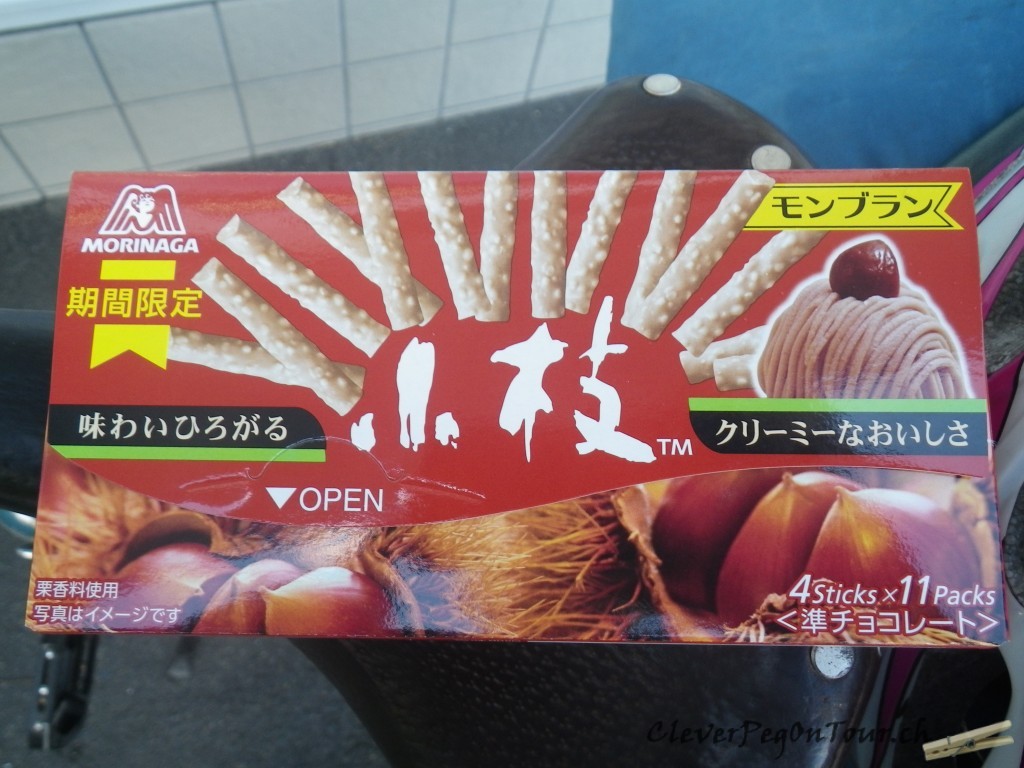 MORINAGA
期間限定
モンブラン
小枝™
味わいひろがる
クリーミーなおいしさ
▼OPEN
栗香料使用
写真はイメージです
4Sticks×11Packs
<準チョコレート>
CleverPegOnTour.ch